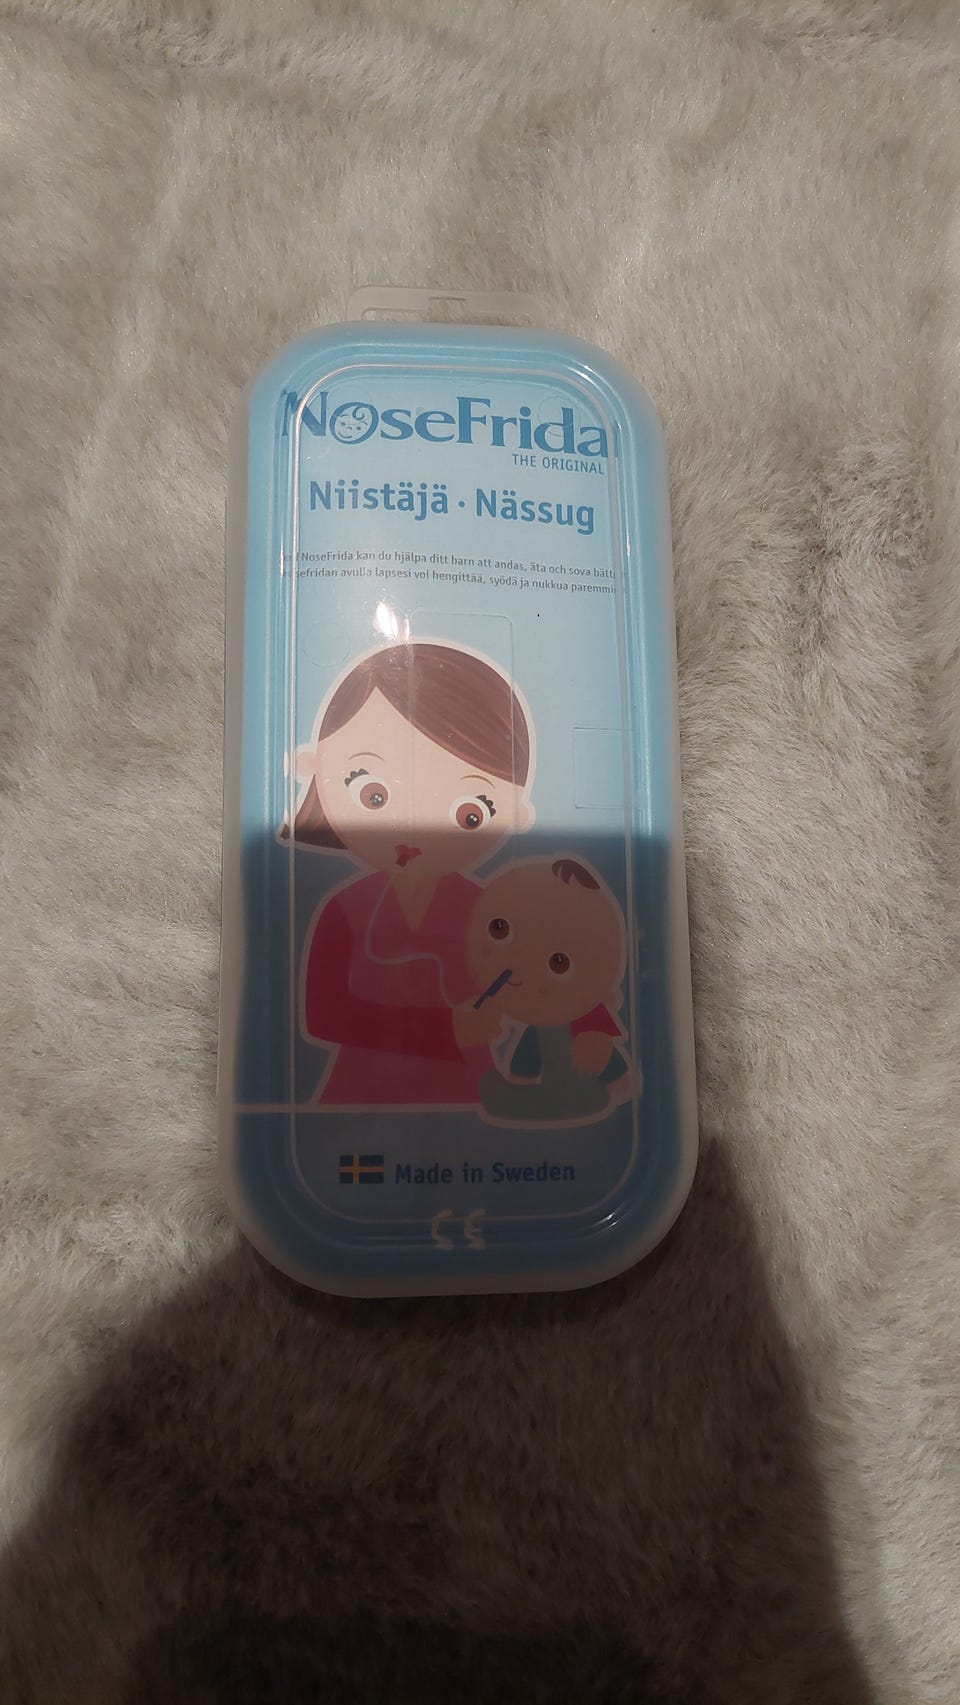 NoseFrida
THE ORIGINAL
Niistäjä · Nässug
NoseFrida kan du hjälpa ditt barn att andas, äta och sova
avulla lapsesi voi hengittää, syödä ja nukkua
Made in Sweden
CE